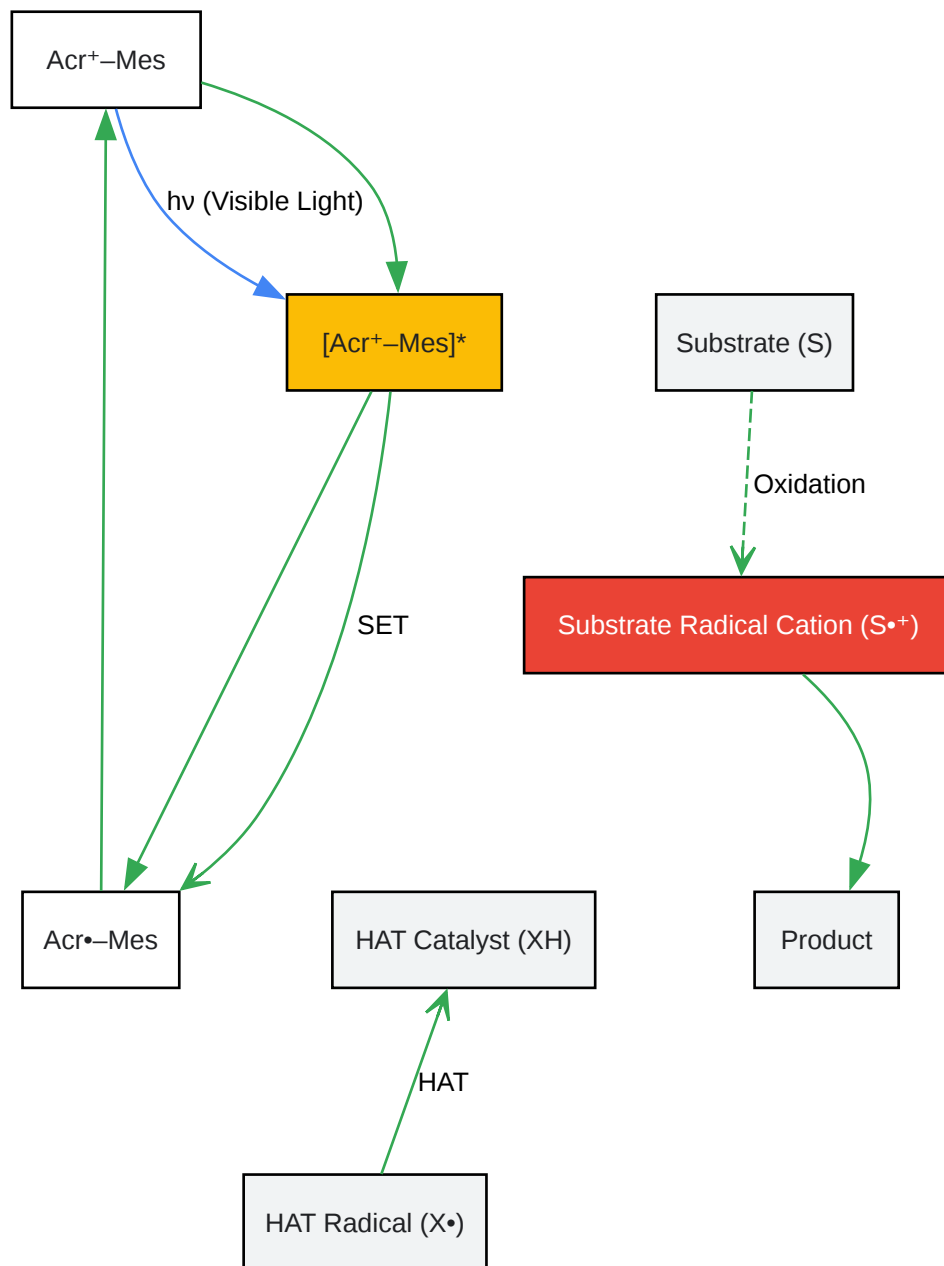 Acr⁺–Mes
hν (Visible Light)
[Acr⁺–Mes]*
Substrate (S)
Oxidation
SET
Substrate Radical Cation (S•⁺)
Acr•–Mes
HAT Catalyst (XH)
Product
HAT
HAT Radical (X•)